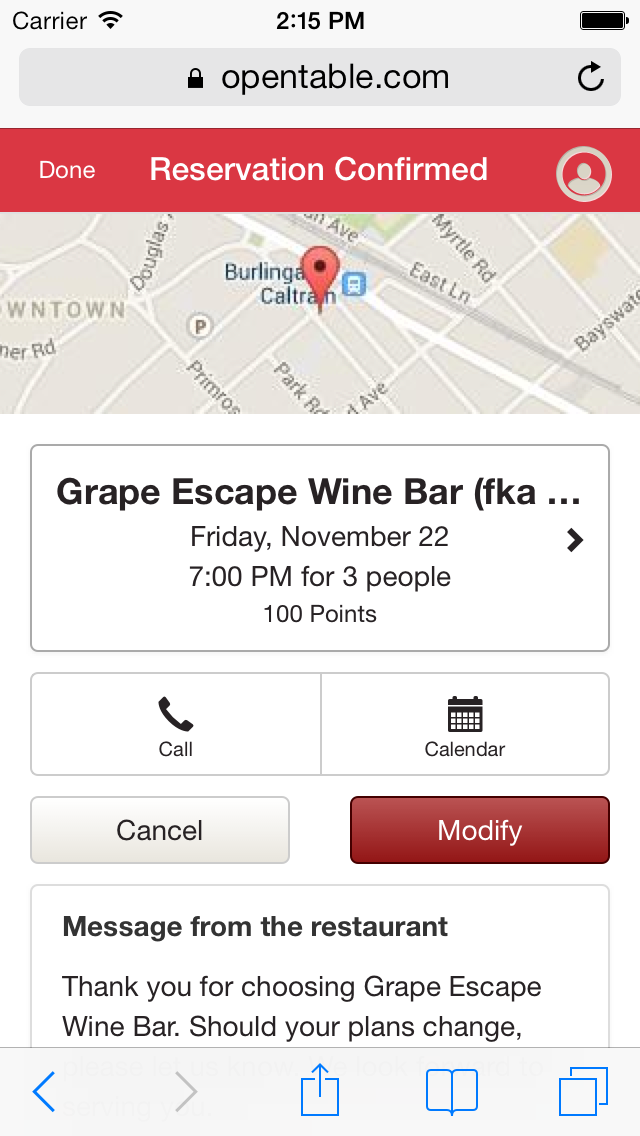 Carrier 2:15 PM
opentable.com
Done Reservation Confirmed
Douglas
Ave
Myrtle Rd
Burlinga
Caltrain
East Ln
OWNTOWN
P
ner Rd
Bayswat
Primros
Park Rd
d Ave
Grape Escape Wine Bar (fka ...
Friday, November 22
7:00 PM for 3 people
100 Points
Call Calendar
Cancel Modify
Message from the restaurant
Thank you for choosing Grape Escape
Wine Bar. Should your plans change,
please let us know. We look forward to
serving you.